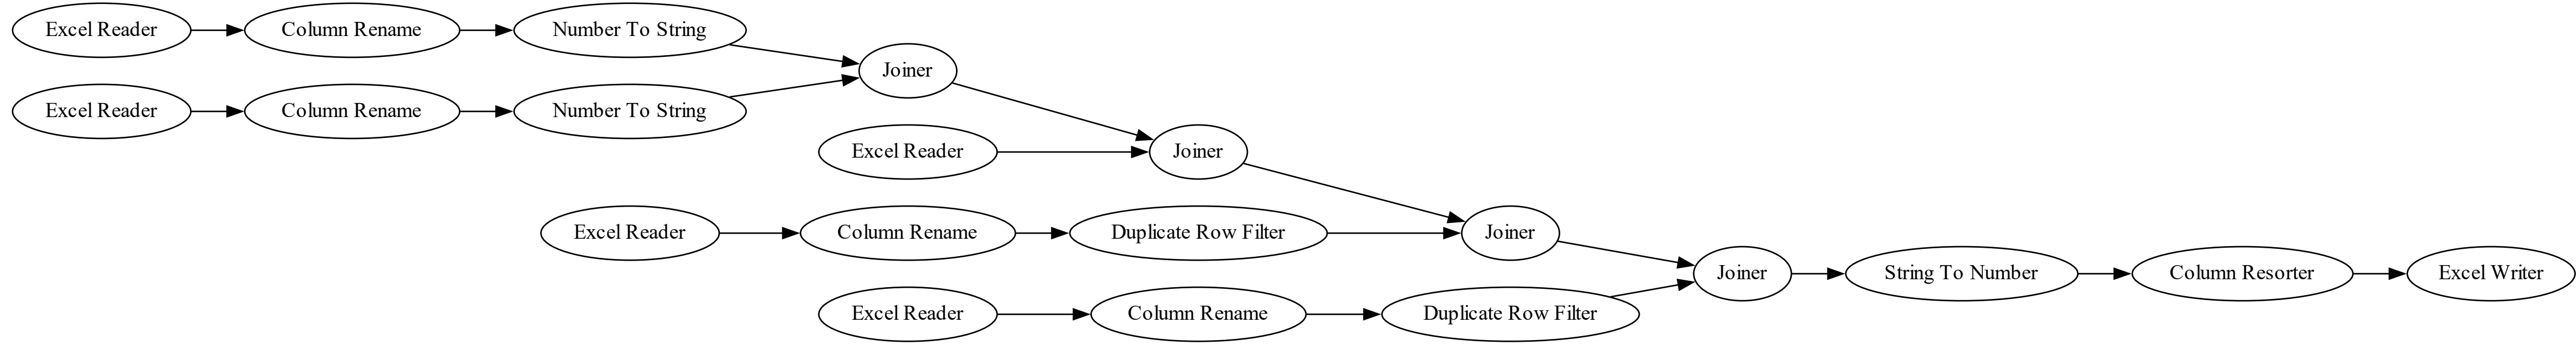 Excel Reader
Column Rename
Number To String
Joiner
Excel Reader
Column Rename
Number To String
Excel Reader
Joiner
Excel Reader
Column Rename
Duplicate Row Filter
Joiner
Joiner
String To Number
Column Resorter
Excel Writer
Excel Reader
Column Rename
Duplicate Row Filter